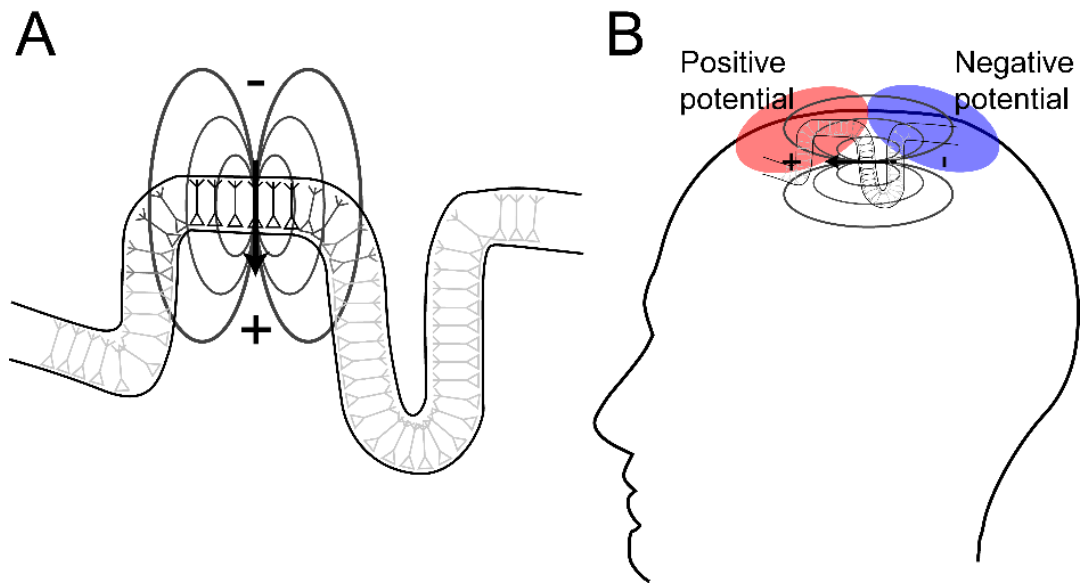 A
-
+
B
Positive
potential
Negative
potential
+
-